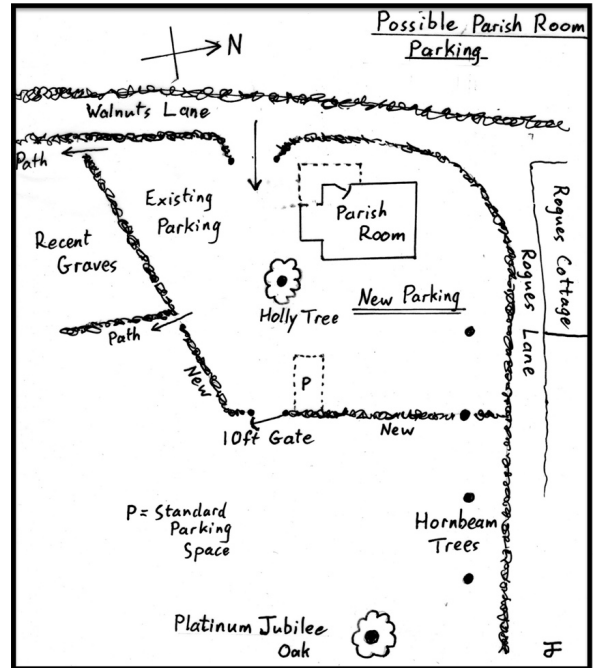 Possible Parish Room
Parking
N
Walnuts Lane
Path
Existing
Parking
Parish
Room
Recent
Graves
Rogues Cottage
Rogues Lane
Holly Tree
New Parking
Path
New
P
10ft Gate
New
P = Standard
Parking
Space
Hornbeam
Trees
Platinum Jubilee
Oak